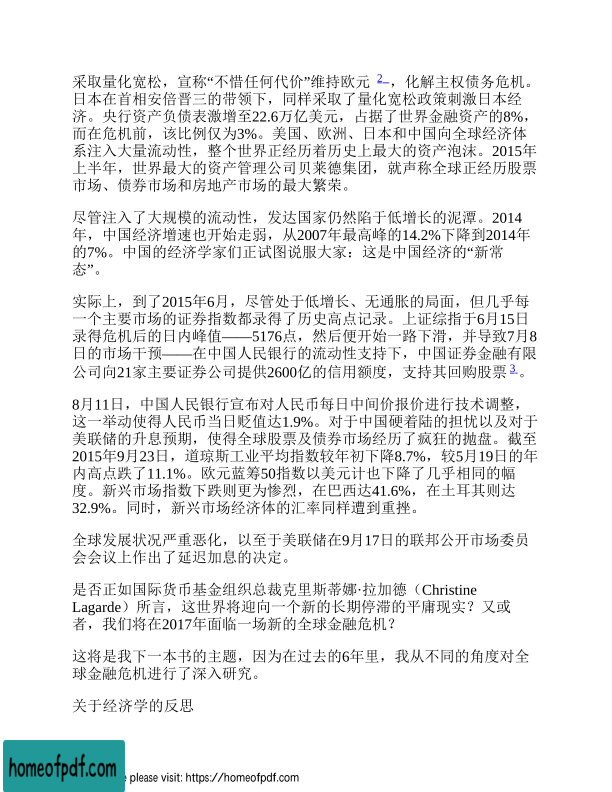 采取量化宽松，宣称“不惜任何代价”维持欧元 2 ，化解主权债务危机。
日本在首相安倍晋三的带领下，同样采取了量化宽松政策刺激日本经
济。央行资产负债表激增至22.6万亿美元，占据了世界金融资产的8%，
而在危机前，该比例仅为3%。美国、欧洲、日本和中国向全球经济体
系注入大量流动性，整个世界正经历着历史上最大的资产泡沫。2015年
上半年，世界最大的资产管理公司贝莱德集团，就声称全球正经历股票
市场、债券市场和房地产市场的最大繁荣。
尽管注入了大规模的流动性，发达国家仍然陷于低增长的泥潭。2014
年，中国经济增速也开始走弱，从2007年最高峰的14.2%下降到2014年
的7%。中国的经济学家们正试图说服大家：这是中国经济的“新常
态”。
实际上，到了2015年6月，尽管处于低增长、无通胀的局面，但几乎每
一个主要市场的证券指数都录得了历史高点记录。上证综指于6月15日
录得危机后的日内峰值——5176点，然后便开始一路下滑，并导致7月8
日的市场干预——在中国人民银行的流动性支持下，中国证券金融有限
公司向21家主要证券公司提供2600亿的信用额度，支持其回购股票 3 。
8月11日，中国人民银行宣布对人民币每日中间价报价进行技术调整，
这一举动使得人民币当日贬值达1.9%。对于中国硬着陆的担忧以及对于
美联储的升息预期，使得全球股票及债券市场经历了疯狂的抛盘。截至
2015年9月23日，道琼斯工业平均指数较年初下降8.7%，较5月19日的年
内高点跌了11.1%。欧元蓝筹50指数以美元计也下降了几乎相同的幅
度。新兴市场指数下跌则更为惨烈，在巴西达41.6%，在土耳其则达
32.9%。同时，新兴市场经济体的汇率同样遭到重挫。
全球发展状况严重恶化，以至于美联储在9月17日的联邦公开市场委员
会会议上作出了延迟加息的决定。
是否正如国际货币基金组织总裁克里斯蒂娜·拉加德（Christine
Lagarde）所言，这世界将迎向一个新的长期停滞的平庸现实？又或
者，我们将在2017年面临一场新的全球金融危机？
这将是我下一本书的主题，因为在过去的6年里，我从不同的角度对全
球金融危机进行了深入研究。
关于经济学的反思
homeofpdf.com
please visit: https://homeofpdf.com